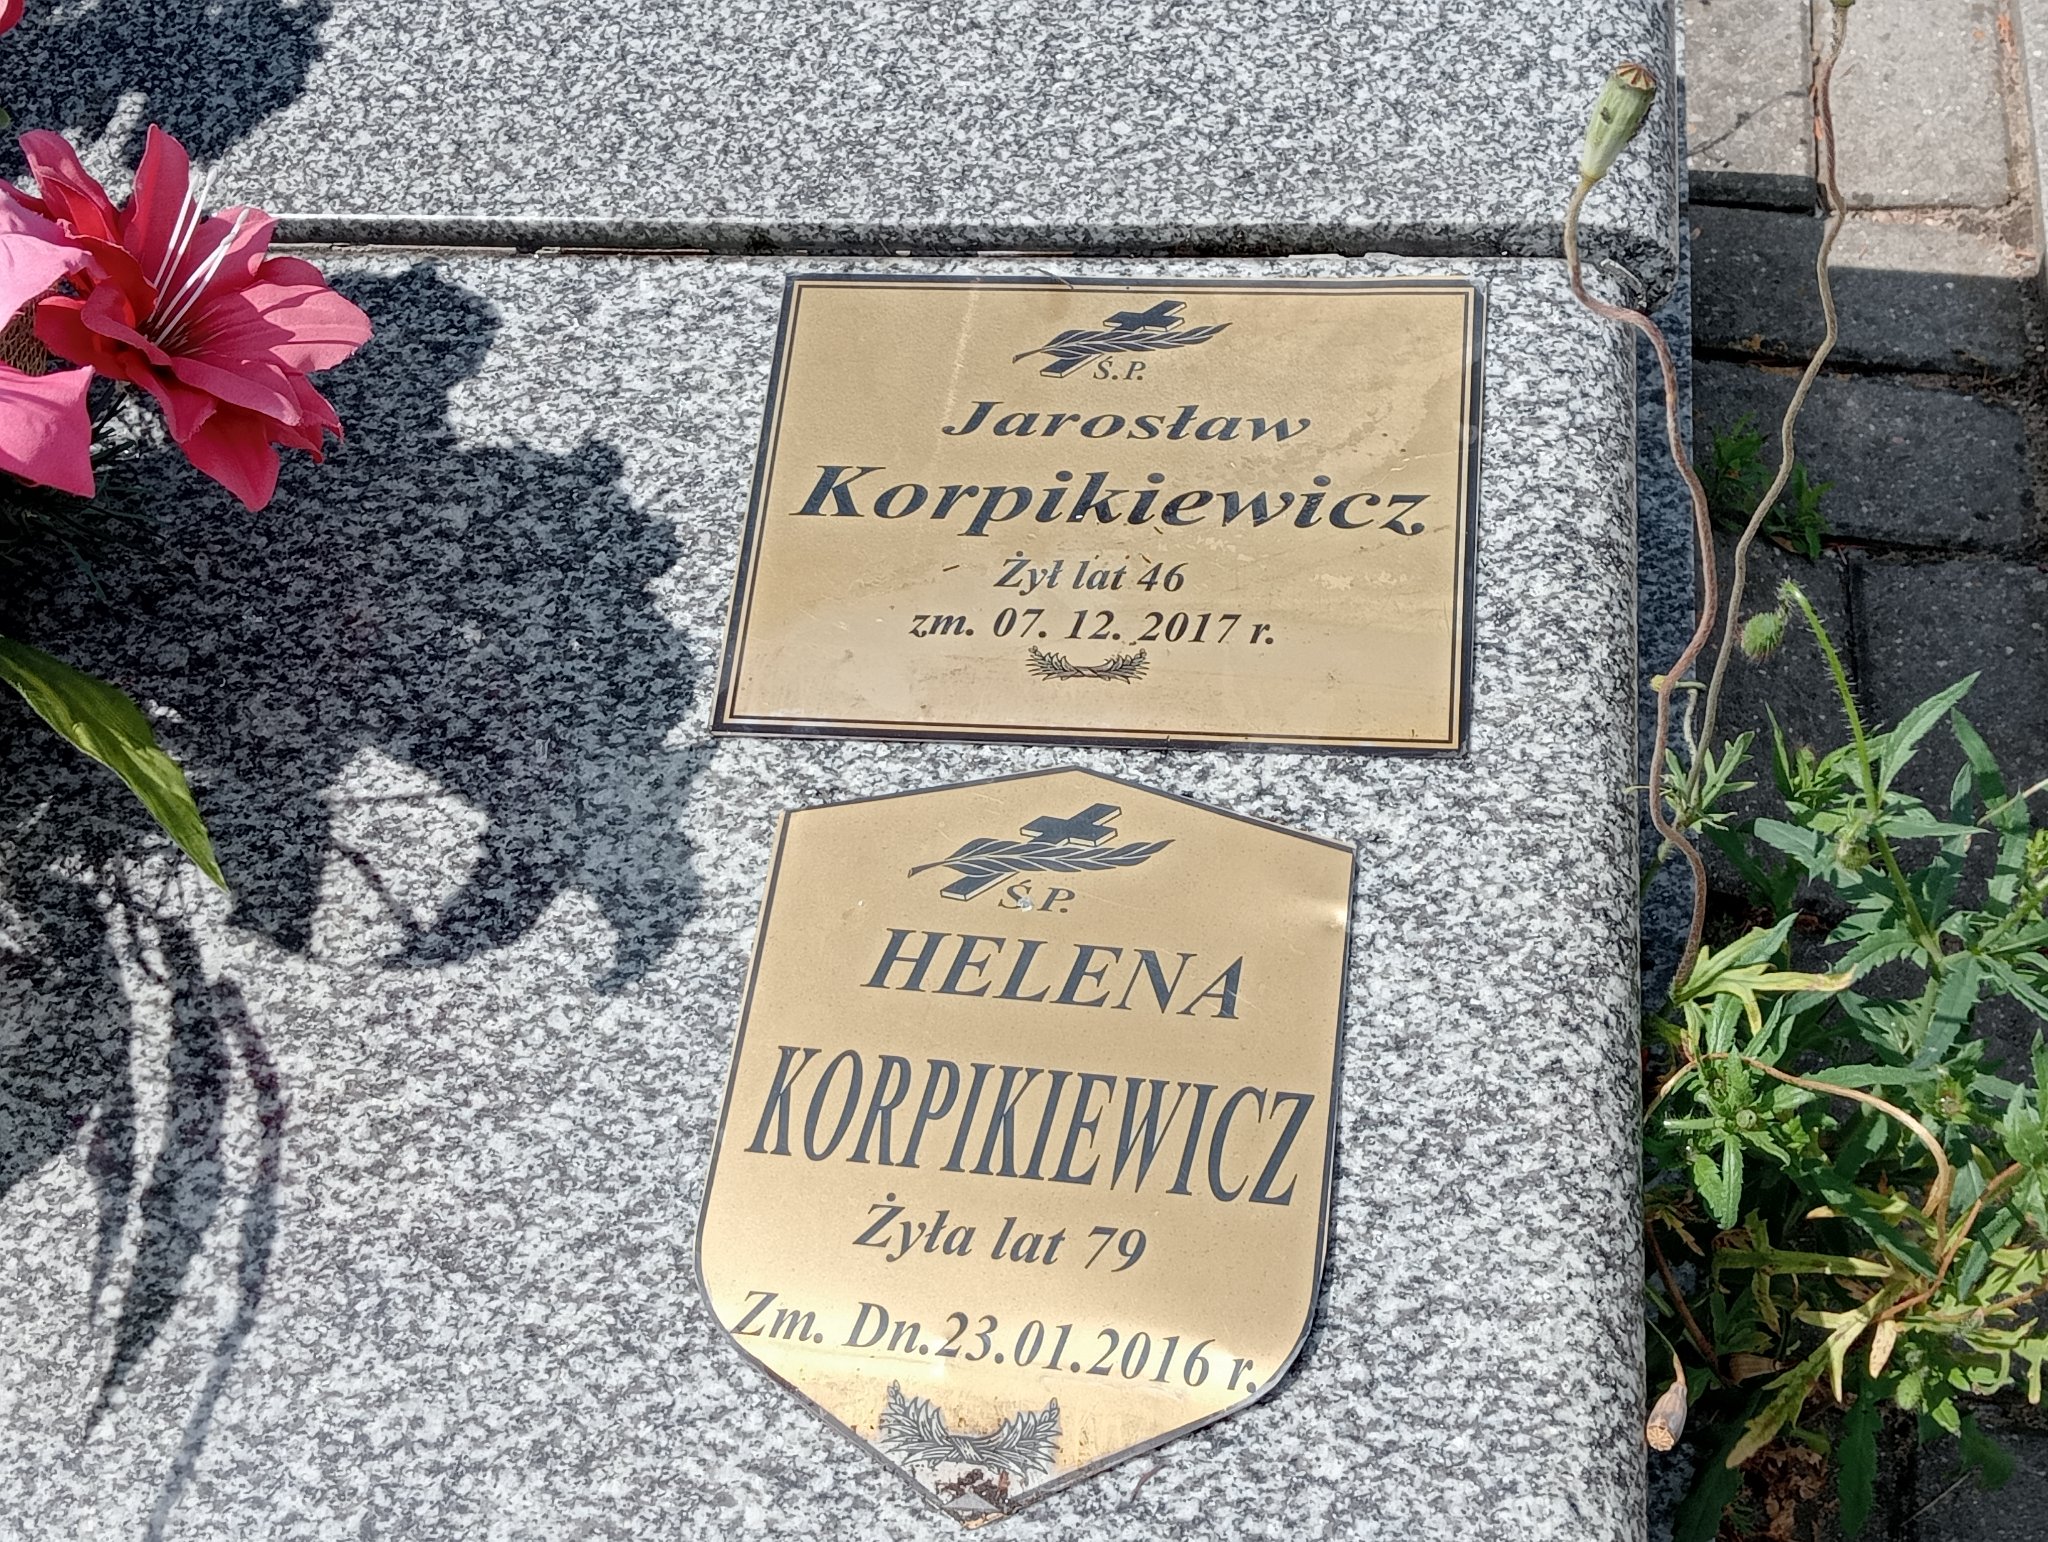 Ś.P.
Jarosław
Korpikiewicz
Żył lat 46
zm. 07. 12. 2017 r.
Ś.P.
HELENA
KORPIKIEWICZ
Żyła lat 79
Zm. Dn. 23.01.2016 r.